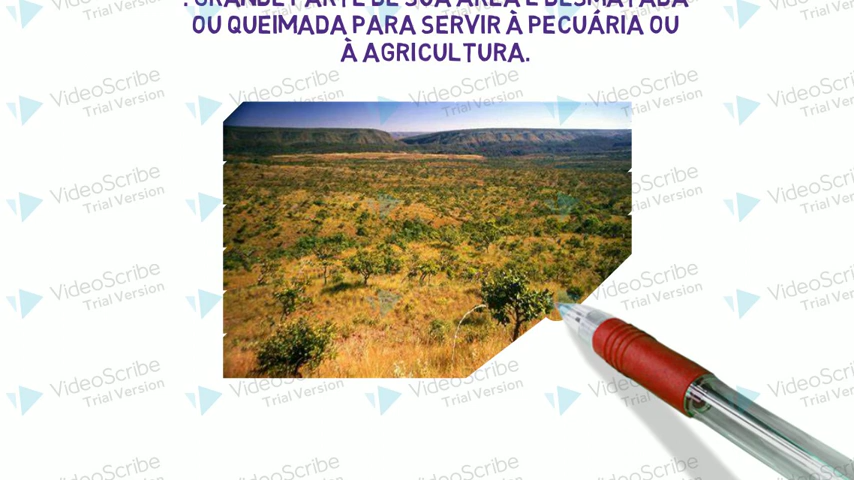 : GRANDE PARTE DE SUA ÁREA É DESMATADA
OU QUEIMADA PARA SERVIR À PECUÁRIA OU
À AGRICULTURA.
VideoScribe
Trial Version